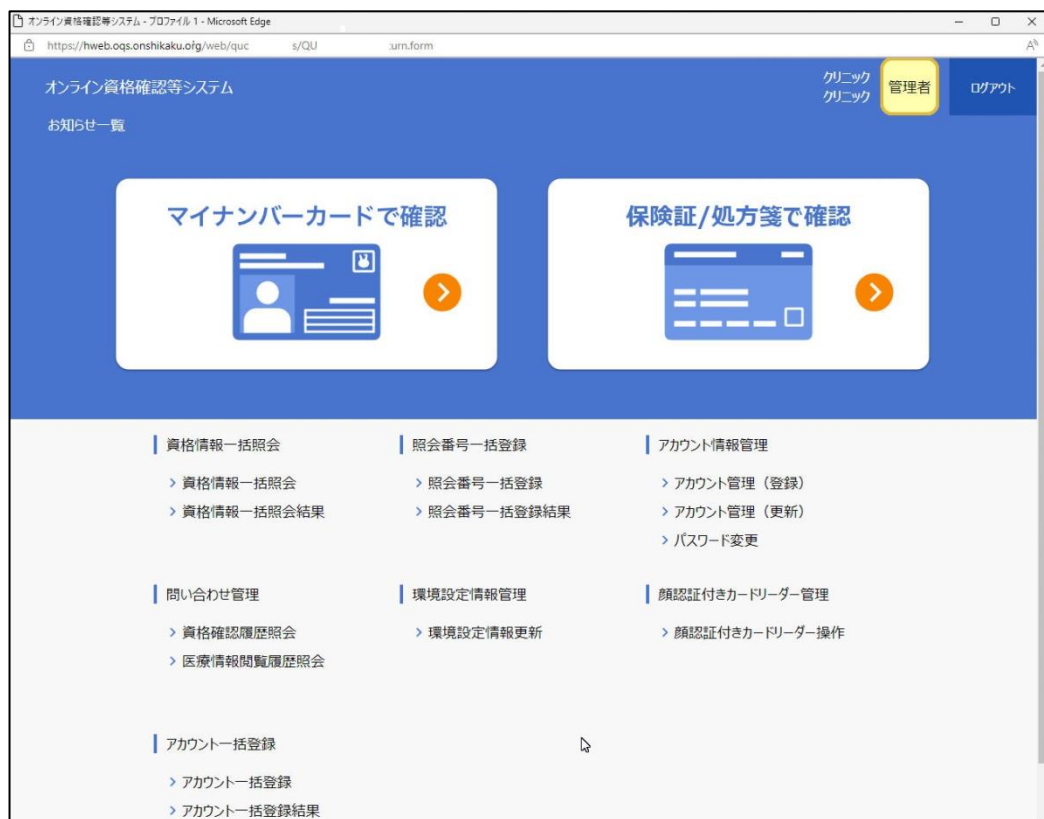 オンライン資格確認等システム - プロファイル 1 - Microsoft Edge
https://hweb.oqs.onshikaku.org/web/quc s/QU :urn.form
オンライン資格確認等システム
クリニック
クリニック
管理者
ログアウト
お知らせ一覧
マイナンバーカードで確認
保険証/処方箋で確認
資格情報一括照会
資格情報一括照会
資格情報一括照会結果
照会番号一括登録
照会番号一括登録
照会番号一括登録結果
アカウント情報管理
アカウント管理（登録）
アカウント管理（更新）
パスワード変更
問い合わせ管理
資格確認履歴照会
医療情報閲覧履歴照会
環境設定情報管理
環境設定情報更新
顔認証付きカードリーダー管理
顔認証付きカードリーダー操作
アカウント一括登録
アカウント一括登録
アカウント一括登録結果